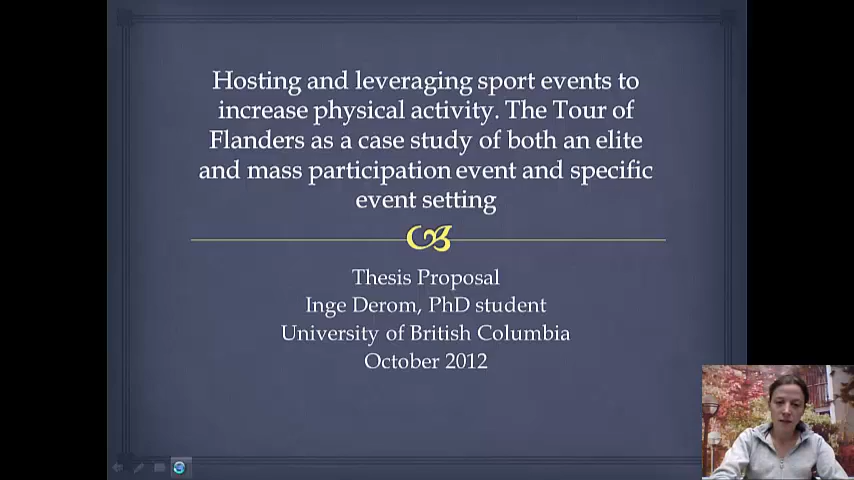 Hosting and leveraging sport events to
increase physical activity. The Tour of
Flanders as a case study of both an elite
and mass participation event and specific
event setting
Thesis Proposal
Inge Derom, PhD student
University of British Columbia
October 2012